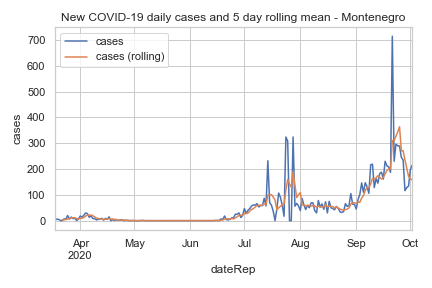 New COVID-19 daily cases and 5 day rolling mean - Montenegro
cases
cases (rolling)
700
600
500
400
300
200
100
0
cases
Apr
2020
May
Jun
Jul
Aug
Sep
Oct
dateRep